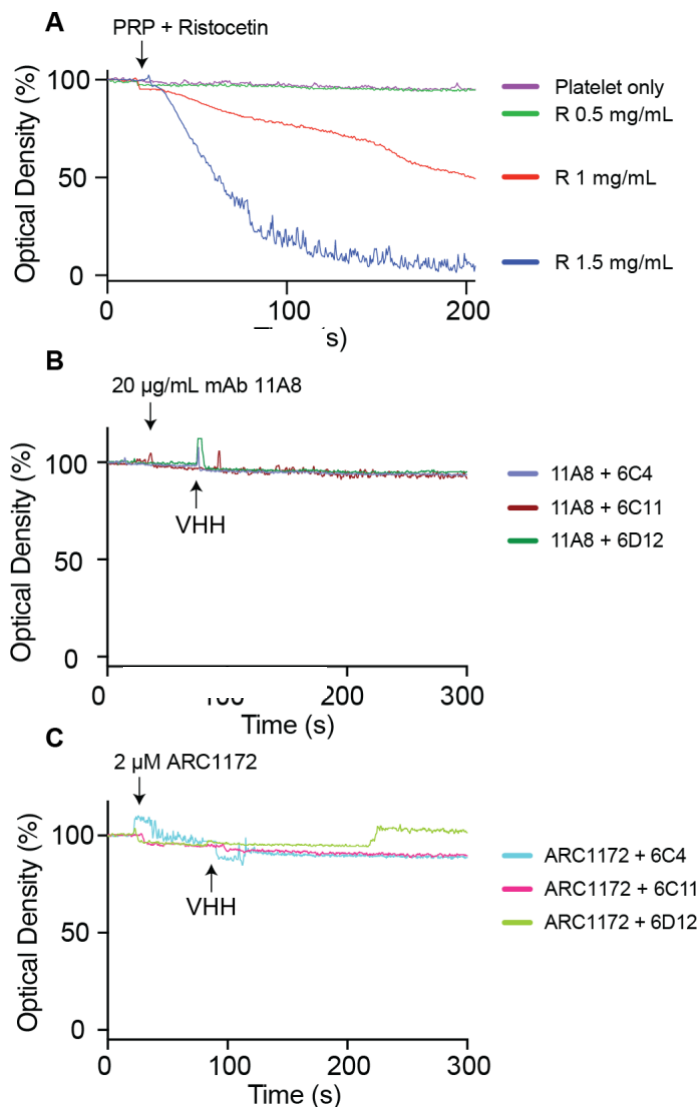 A
PRP + Ristocetin
Optical Density (%)
100
50
0
0
100
200
s)
Platelet only
R 0.5 mg/mL
R 1 mg/mL
R 1.5 mg/mL
B
20 µg/mL mAb 11A8
Optical Density (%)
100
50
0
VHH
0
200
300
Time (s)
11A8 + 6C4
11A8 + 6C11
11A8 + 6D12
C
2 µM ARC1172
Optical Density (%)
100
50
0
VHH
0
100
200
300
Time (s)
ARC1172 + 6C4
ARC1172 + 6C11
ARC1172 + 6D12